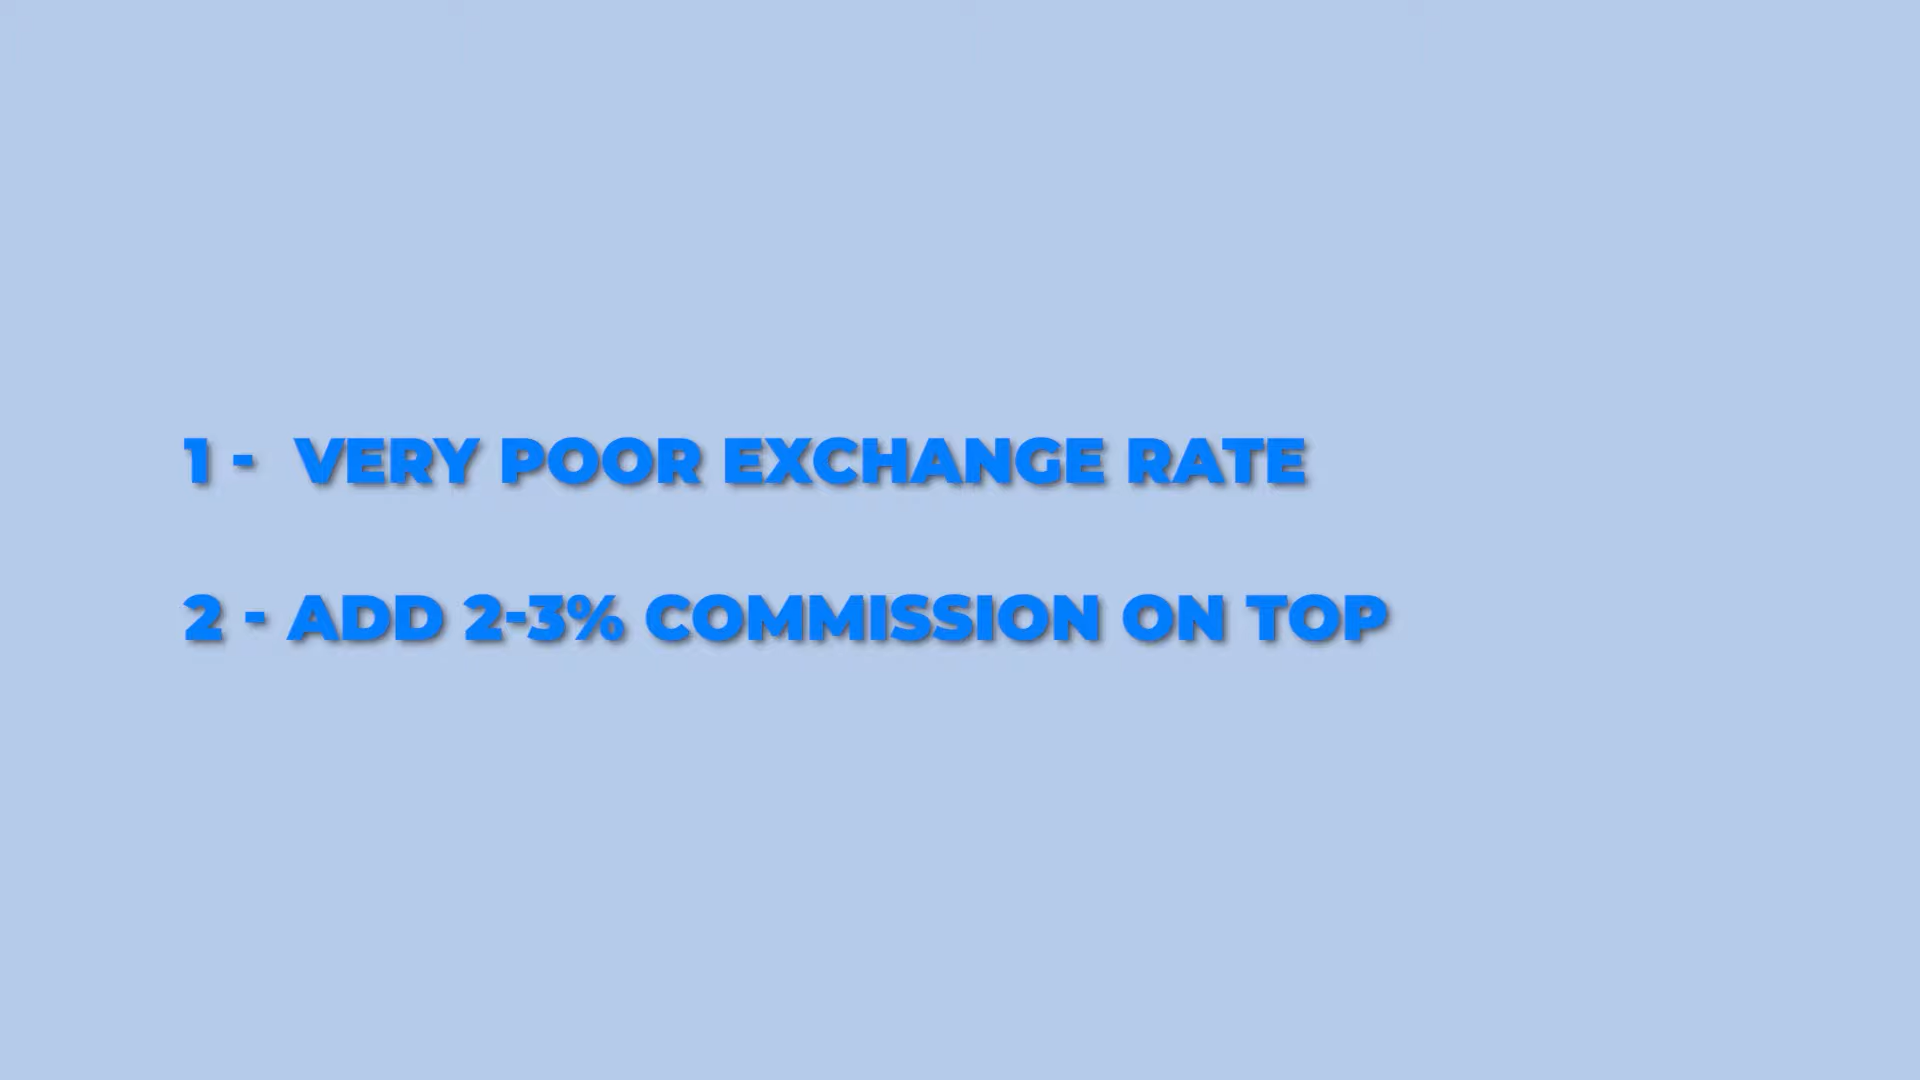 1 - VERY POOR EXCHANGE RATE
2 - ADD 2-3% COMMISSION ON TOP